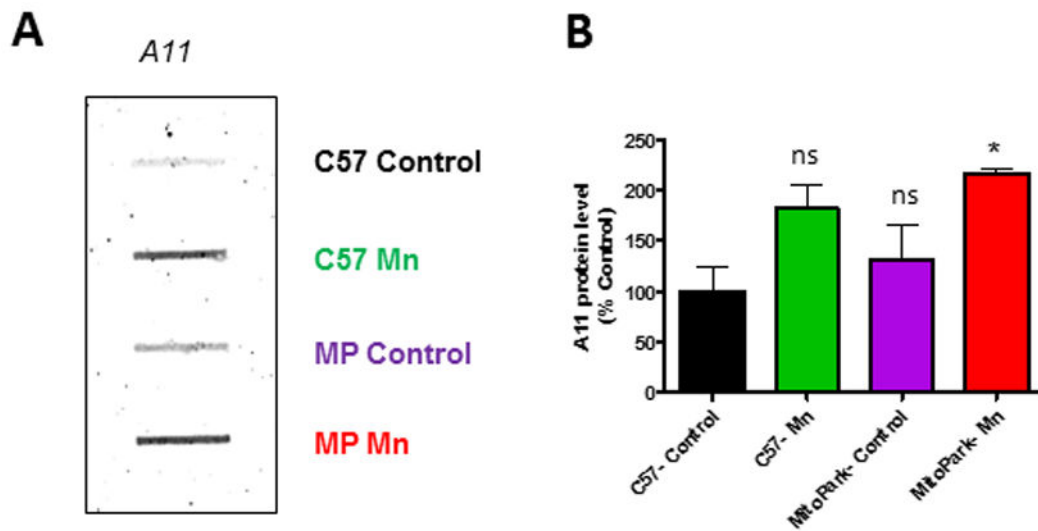 A
A11
C57 Control
C57 Mn
MP Control
MP Mn
B
A11 protein level
(% Control)
250
200
150
100
50
0
ns
ns
*
C57- Control
C57- Mn
MitoPark- Control
MitoPark- Mn